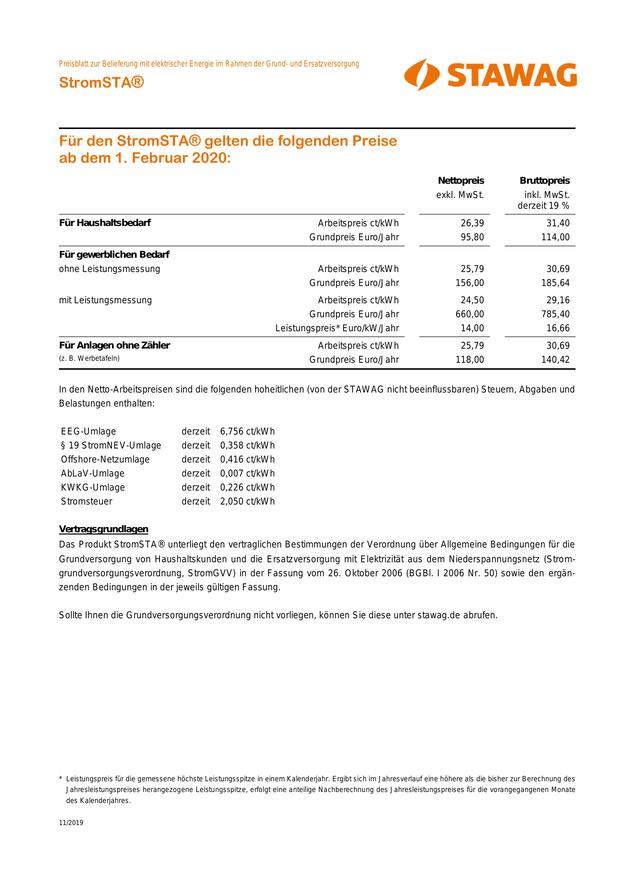 Preisblatt zur Belieferung mit elektrischer Energie im Rahmen der Grund- und Ersatzversorgung
StromSTA®
STAWAG
Für den StromSTA® gelten die folgenden Preise
ab dem 1. Februar 2020:
Nettopreis Bruttopreis
exkl. MwSt. inkl. MwSt.
derzeit 19 %
Für Haushaltsbedarf Arbeitspreis ct/kWh 26,39 31,40
Grundpreis Euro/Jahr 95,80 114,00
Für gewerblichen Bedarf
ohne Leistungsmessung Arbeitspreis ct/kWh 25,79 30,69
Grundpreis Euro/Jahr 156,00 185,64
mit Leistungsmessung Arbeitspreis ct/kWh 24,50 29,16
Grundpreis Euro/Jahr 660,00 785,40
Leistungspreis* Euro/kW/Jahr 14,00 16,66
Für Anlagen ohne Zähler Arbeitspreis ct/kWh 25,79 30,69
(z. B. Werbetafeln) Grundpreis Euro/Jahr 118,00 140,42
In den Netto-Arbeitspreisen sind die folgenden hoheitlichen (von der STAWAG nicht beeinflussbaren) Steuern, Abgaben und
Belastungen enthalten:
EEG-Umlage derzeit 6,756 ct/kWh
§ 19 StromNEV-Umlage derzeit 0,358 ct/kWh
Offshore-Netzumlage derzeit 0,416 ct/kWh
AbLaV-Umlage derzeit 0,007 ct/kWh
KWKG-Umlage derzeit 0,226 ct/kWh
Stromsteuer derzeit 2,050 ct/kWh
Vertragsgrundlagen
Das Produkt StromSTA® unterliegt den vertraglichen Bestimmungen der Verordnung über Allgemeine Bedingungen für die
Grundversorgung von Haushaltskunden und die Ersatzversorgung mit Elektrizität aus dem Niederspannungsnetz (Strom-
grundversorgungsverordnung, StromGVV) in der Fassung vom 26. Oktober 2006 (BGBl. I 2006 Nr. 50) sowie den ergän-
zenden Bedingungen in der jeweils gültigen Fassung.
Sollte Ihnen die Grundversorgungsverordnung nicht vorliegen, können Sie diese unter stawag.de abrufen.
* Leistungspreis für die gemessene höchste Leistungsspitze in einem Kalenderjahr. Ergibt sich im Jahresverlauf eine höhere als die bisher zur Berechnung des
Jahresleistungspreises herangezogene Leistungsspitze, erfolgt eine anteilige Nachberechnung des Jahresleistungspreises für die vorangegangenen Monate
des Kalenderjahres.
11/2019